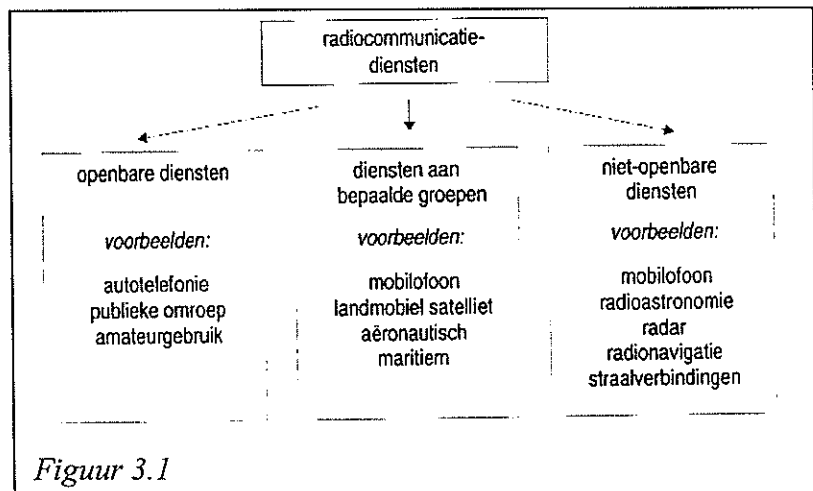 radiocommunicatie-
diensten
openbare diensten
voorbeelden:
autotelefonie
publieke omroep
amateurgebruik
diensten aan
bepaalde groepen
voorbeelden:
mobilofoon
landmobiel satelliet
aëronautisch
maritiem
niet-openbare
diensten
voorbeelden:
mobilofoon
radioastronomie
radar
radionavigatie
straalverbindingen
Figuur 3.1